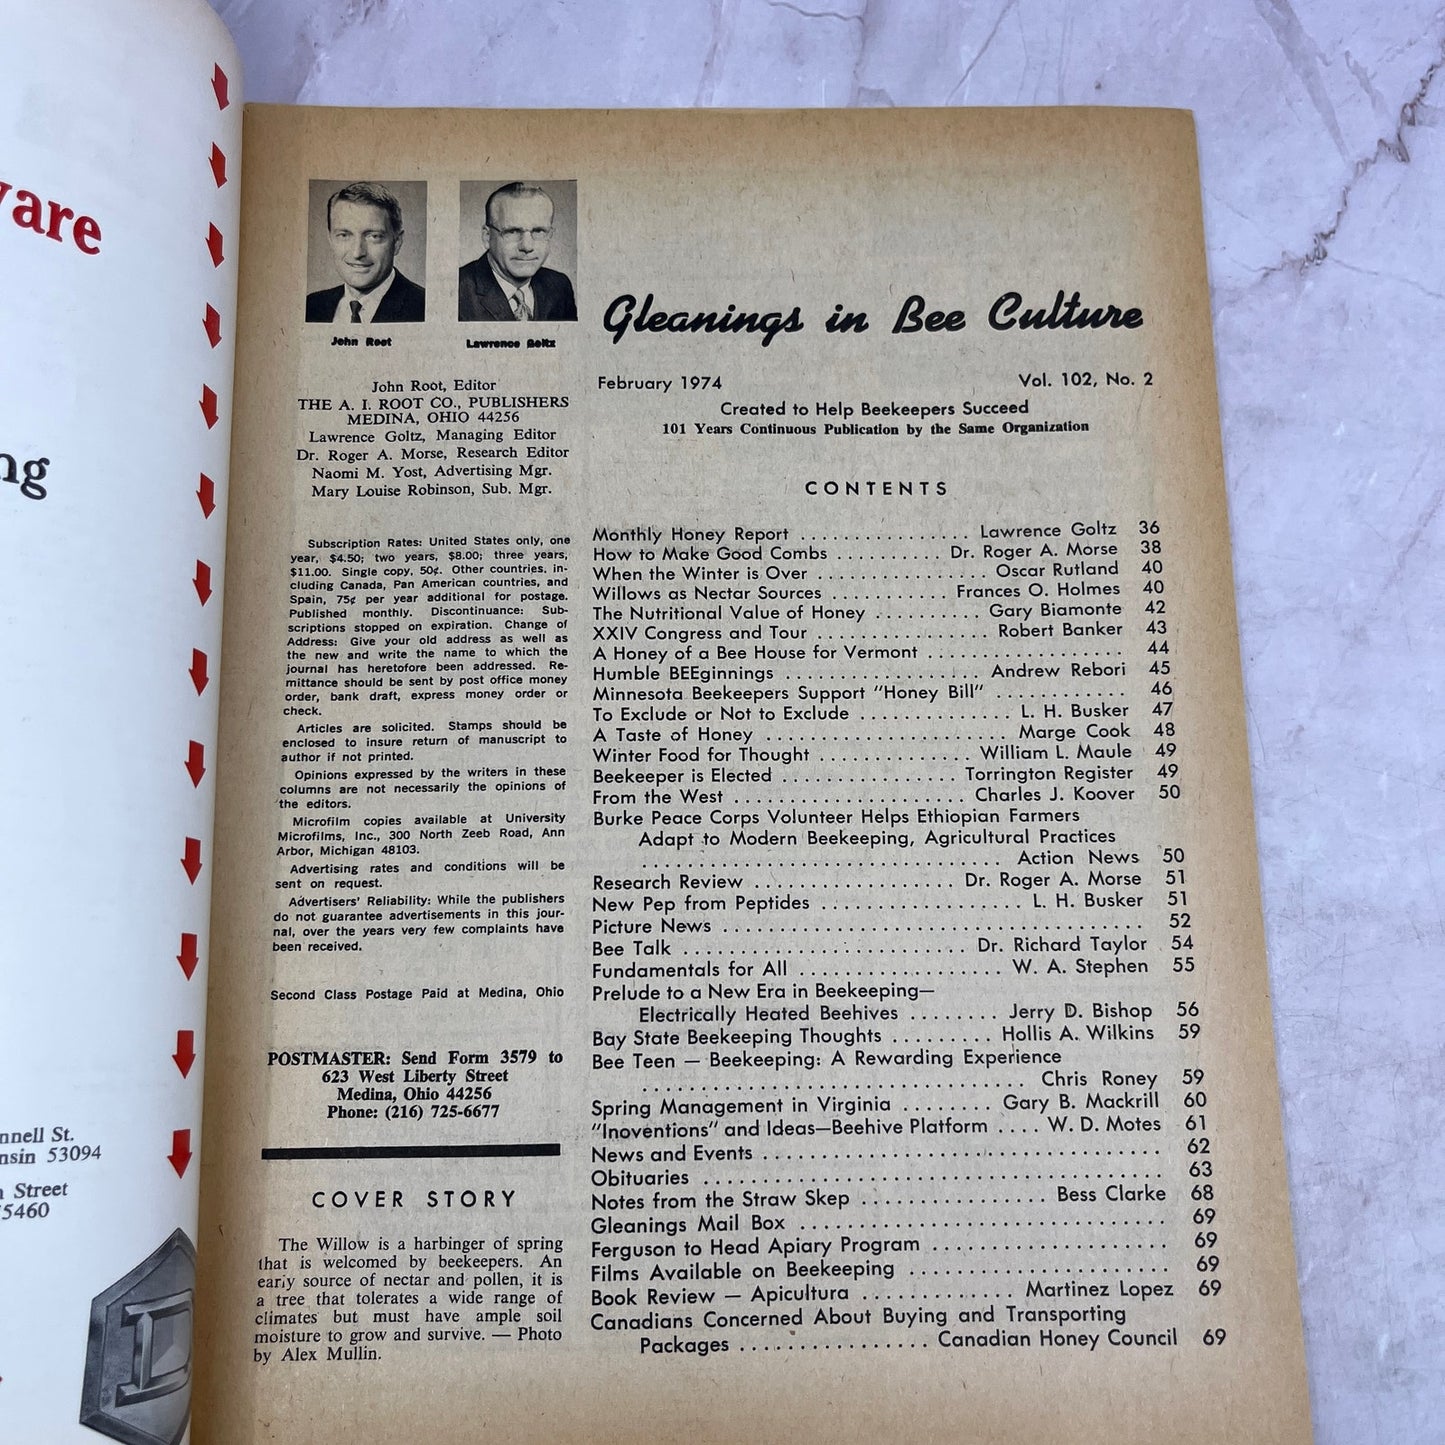 ware
ng
nnell St.
nsin 53094
Street
5460
John Root
Lawrence Goltz
John Root, Editor
THE A. I. ROOT CO., PUBLISHERS
MEDINA, OHIO 44256
Lawrence Goltz, Managing Editor
Dr. Roger A. Morse, Research Editor
Naomi M. Yost, Advertising Mgr.
Mary Louise Robinson, Sub. Mgr.
Subscription Rates: United States only, one
year, $4.50; two years, $8.00; three years,
$11.00. Single copy, 50¢. Other countries, in-
cluding Canada, Pan American countries, and
Spain, 75¢ per year additional for postage.
Published monthly. Discontinuance: Sub-
scriptions stopped on expiration. Change of
Address: Give your old address as well as
the new and write the name to which the
journal has heretofore been addressed. Re-
mittance should be sent by post office money
order, bank draft, express money order or
check.
Articles are solicited. Stamps should be
enclosed to insure return of manuscript to
author if not printed.
Opinions expressed by the writers in these
columns are not necessarily the opinions of
the editors.
Microfilm copies available at University
Microfilms, Inc., 300 North Zeeb Road, Ann
Arbor, Michigan 48103.
Advertising rates and conditions will be
sent on request.
Advertisers' Reliability: While the publishers
do not guarantee advertisements in this jour-
nal, over the years very few complaints have
been received.
Second Class Postage Paid at Medina, Ohio
POSTMASTER: Send Form 3579 to
623 West Liberty Street
Medina, Ohio 44256
Phone: (216) 725-6677
COVER STORY
The Willow is a harbinger of spring
that is welcomed by beekeepers. An
early source of nectar and pollen, it is
a tree that tolerates a wide range of
climates but must have ample soil
moisture to grow and survive. — Photo
by Alex Mullin.
Gleanings in Bee Culture
February 1974 Vol. 102, No. 2
Created to Help Beekeepers Succeed
101 Years Continuous Publication by the Same Organization
CONTENTS
Monthly Honey Report ................ Lawrence Goltz 36
How to Make Good Combs .......... Dr. Roger A. Morse 38
When the Winter is Over ................ Oscar Rutland 40
Willows as Nectar Sources ........... Frances O. Holmes 40
The Nutritional Value of Honey ........... Gary Biamonte 42
XXIV Congress and Tour ................. Robert Banker 43
A Honey of a Bee House for Vermont .................. 44
Humble BEEginnings ................... Andrew Rebori 45
Minnesota Beekeepers Support "Honey Bill" ............ 46
To Exclude or Not to Exclude .............. L. H. Busker 47
A Taste of Honey ....................... Marge Cook 48
Winter Food for Thought ............... William L. Maule 49
Beekeeper is Elected ................. Torrington Register 49
From the West ...................... Charles J. Koover 50
Burke Peace Corps Volunteer Helps Ethiopian Farmers
Adapt to Modern Beekeeping, Agricultural Practices
.................................. Action News 50
Research Review ................... Dr. Roger A. Morse 51
New Pep from Peptides ................... L. H. Busker 51
Picture News ........................................ 52
Bee Talk ........................... Dr. Richard Taylor 54
Fundamentals for All ................... W. A. Stephen 55
Prelude to a New Era in Beekeeping—
Electrically Heated Beehives ........ Jerry D. Bishop 56
Bay State Beekeeping Thoughts ......... Hollis A. Wilkins 59
Bee Teen — Beekeeping: A Rewarding Experience
.................................... Chris Roney 59
Spring Management in Virginia ........ Gary B. Mackrill 60
"Inoventions" and Ideas—Beehive Platform .... W. D. Motes 61
News and Events ..................................... 62
Obituaries .......................................... 63
Notes from the Straw Skep ................ Bess Clarke 68
Gleanings Mail Box .................................. 69
Ferguson to Head Apiary Program ..................... 69
Films Available on Beekeeping ....................... 69
Book Review — Apicultura ............. Martinez Lopez 69
Canadians Concerned About Buying and Transporting
Packages .................. Canadian Honey Council 69